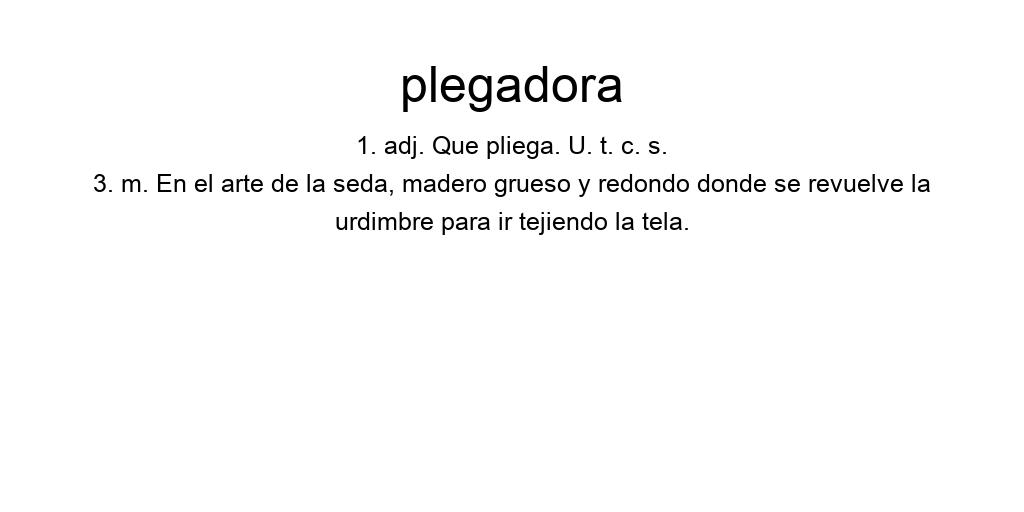 plegadora
1. adj. Que pliega. U. t. c. s.
3. m. En el arte de la seda, madero grueso y redondo donde se revuelve la
urdimbre para ir tejiendo la tela.